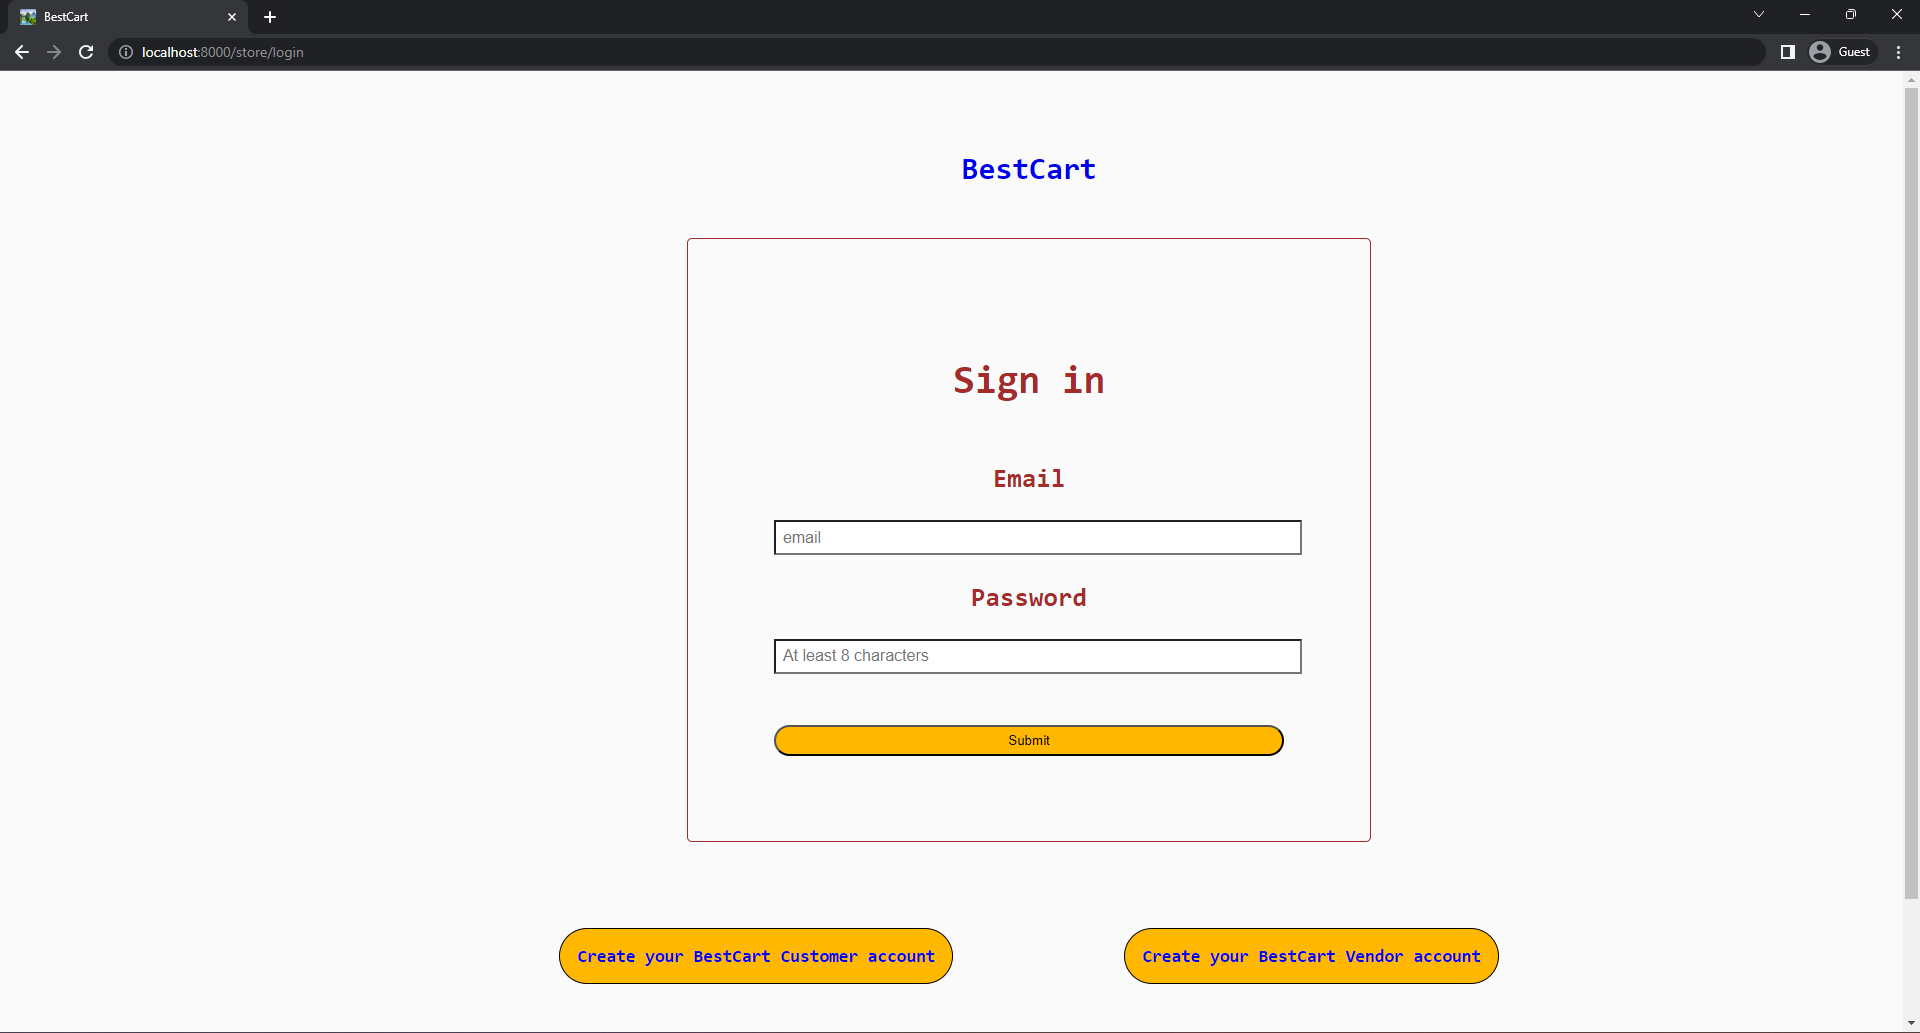 BestCart
localhost:8000/store/login
Guest
BestCart
Sign in
Email
email
Password
At least 8 characters
Submit
Create your BestCart Customer account
Create your BestCart Vendor account